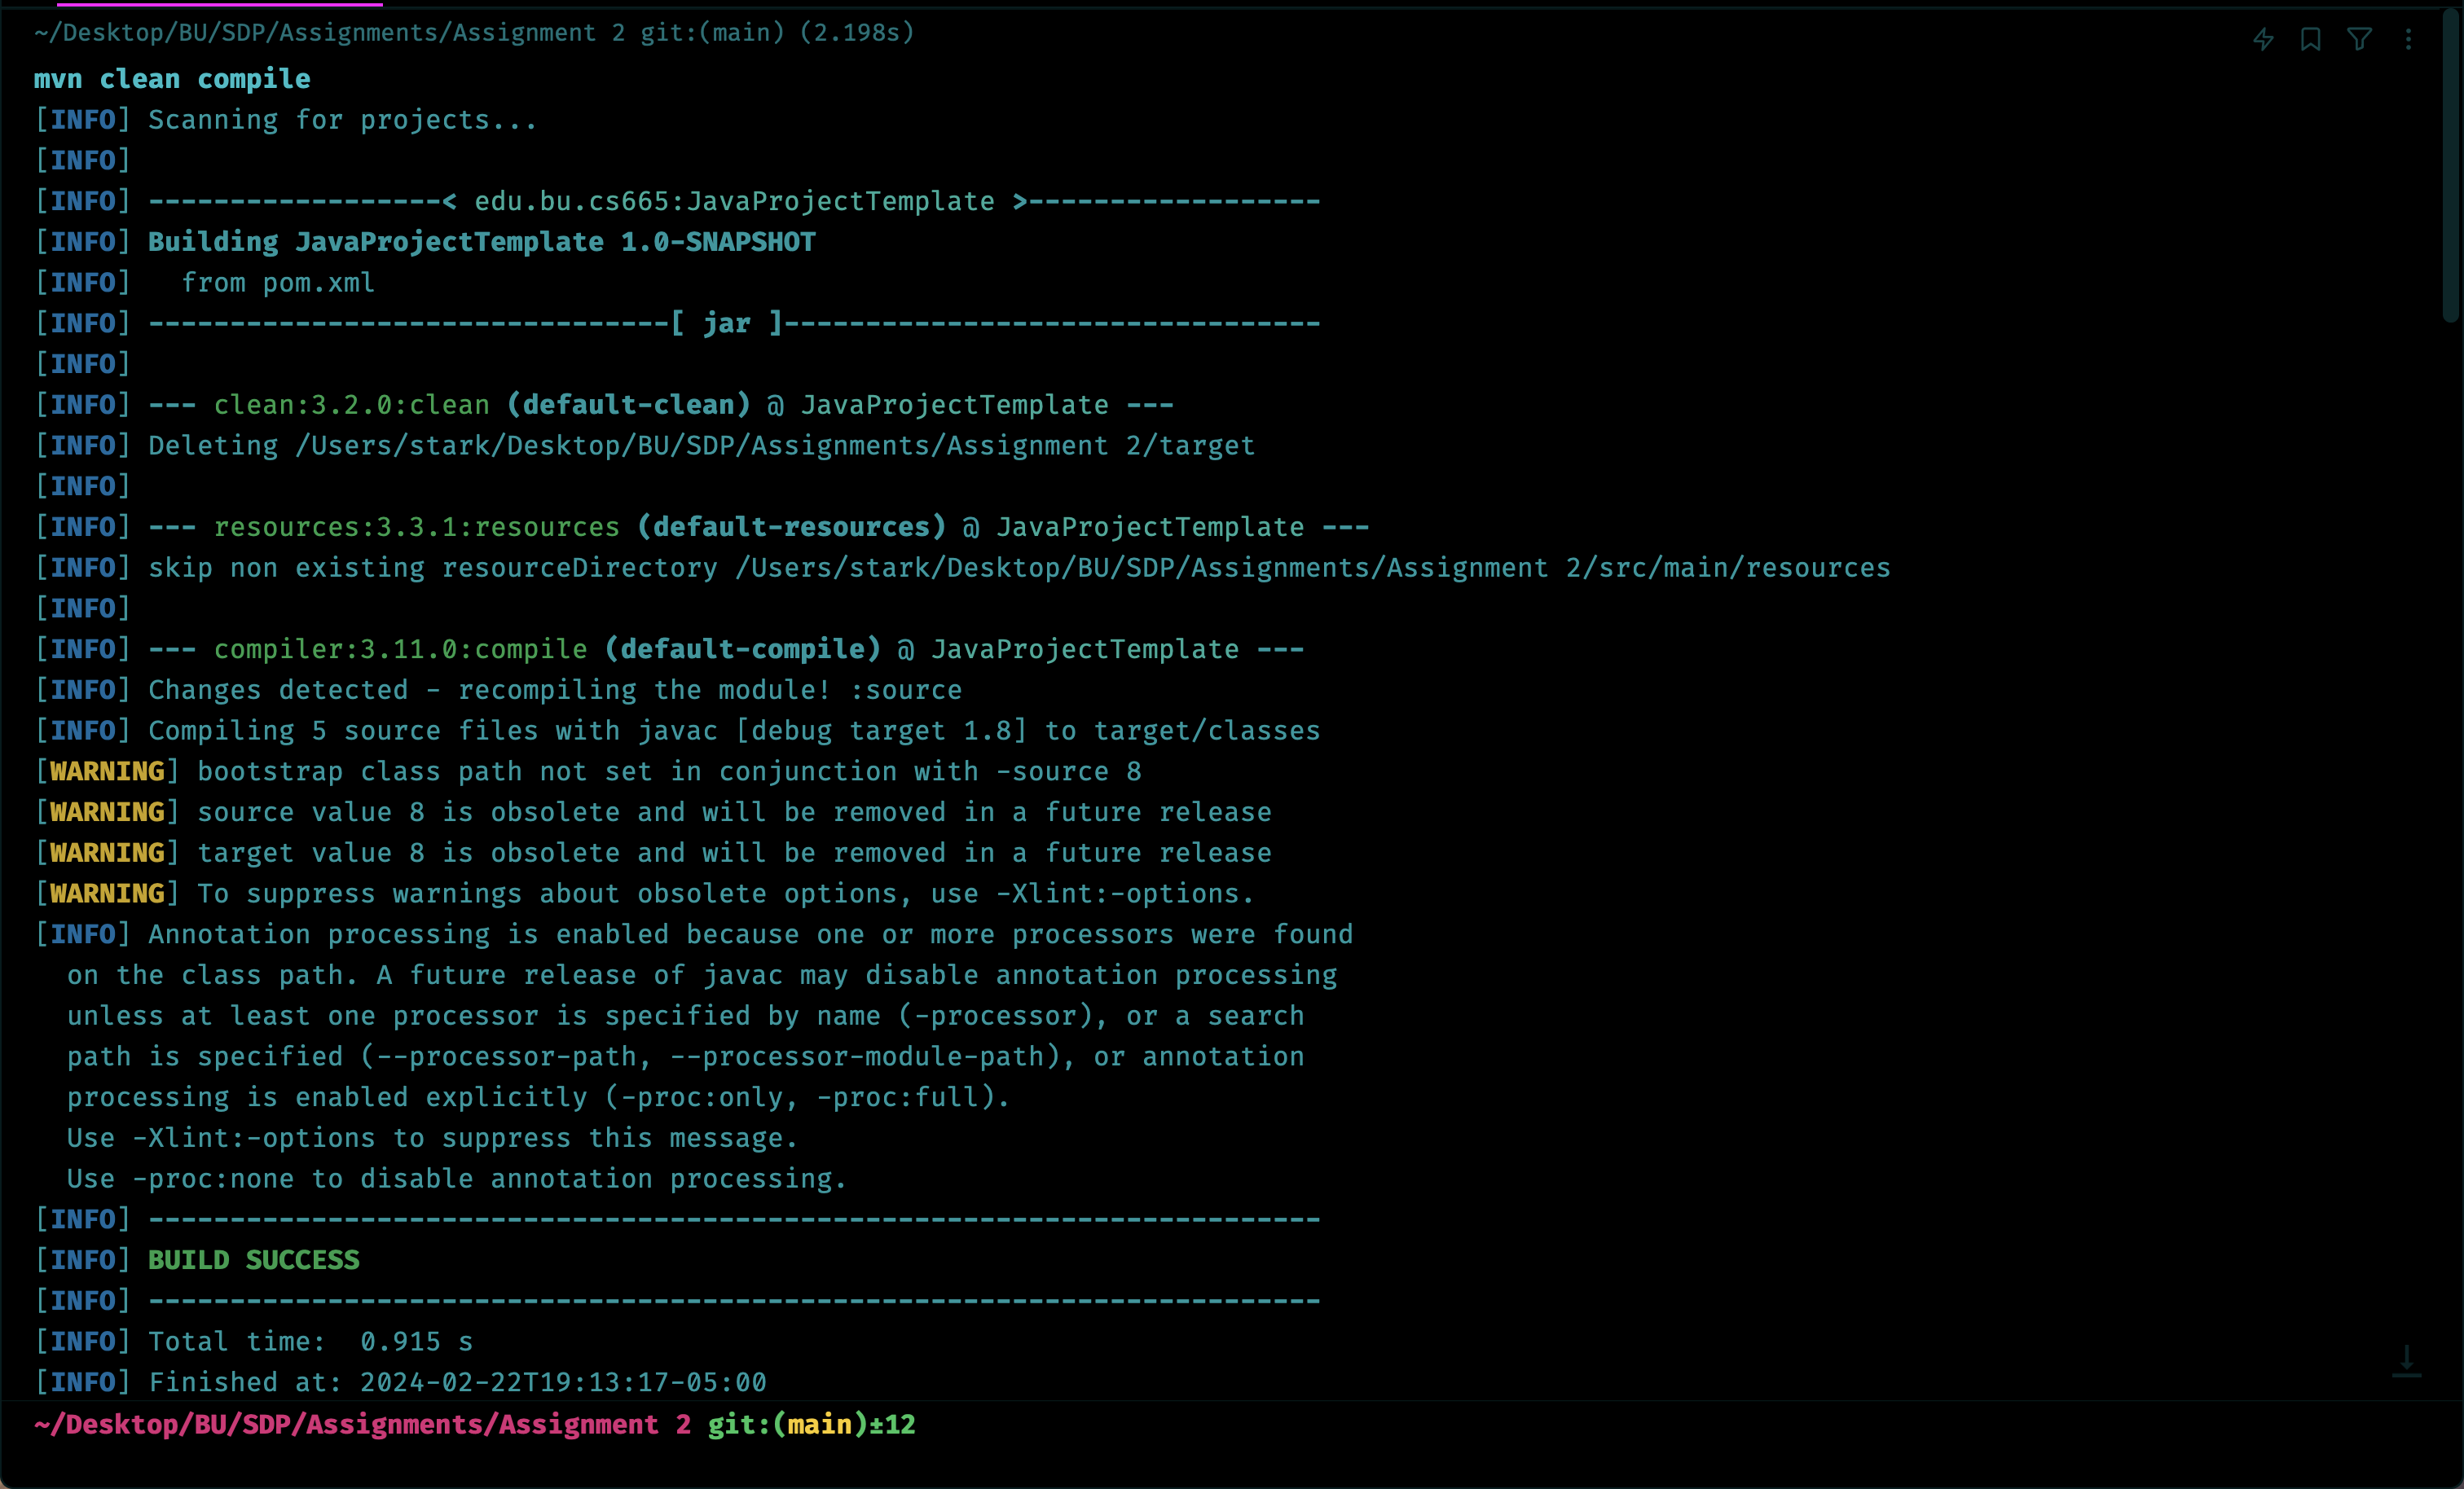 ~/Desktop/BU/SDP/Assignments/Assignment 2 git:(main) (2.198s)
mvn clean compile
[INFO] Scanning for projects...
[INFO]
[INFO] ------------------< edu.bu.cs665:JavaProjectTemplate >------------------
[INFO] Building JavaProjectTemplate 1.0-SNAPSHOT
[INFO]   from pom.xml
[INFO] --------------------------------[ jar ]---------------------------------
[INFO]
[INFO] --- clean:3.2.0:clean (default-clean) @ JavaProjectTemplate ---
[INFO] Deleting /Users/stark/Desktop/BU/SDP/Assignments/Assignment 2/target
[INFO]
[INFO] --- resources:3.3.1:resources (default-resources) @ JavaProjectTemplate ---
[INFO] skip non existing resourceDirectory /Users/stark/Desktop/BU/SDP/Assignments/Assignment 2/src/main/resources
[INFO]
[INFO] --- compiler:3.11.0:compile (default-compile) @ JavaProjectTemplate ---
[INFO] Changes detected - recompiling the module! :source
[INFO] Compiling 5 source files with javac [debug target 1.8] to target/classes
[WARNING] bootstrap class path not set in conjunction with -source 8
[WARNING] source value 8 is obsolete and will be removed in a future release
[WARNING] target value 8 is obsolete and will be removed in a future release
[WARNING] To suppress warnings about obsolete options, use -Xlint:-options.
[INFO] Annotation processing is enabled because one or more processors were found
  on the class path. A future release of javac may disable annotation processing
  unless at least one processor is specified by name (-processor), or a search
  path is specified (--processor-path, --processor-module-path), or annotation
  processing is enabled explicitly (-proc:only, -proc:full).
  Use -Xlint:-options to suppress this message.
  Use -proc:none to disable annotation processing.
[INFO] ------------------------------------------------------------------------
[INFO] BUILD SUCCESS
[INFO] ------------------------------------------------------------------------
[INFO] Total time:  0.915 s
[INFO] Finished at: 2024-02-22T19:13:17-05:00
~/Desktop/BU/SDP/Assignments/Assignment 2 git:(main)±12